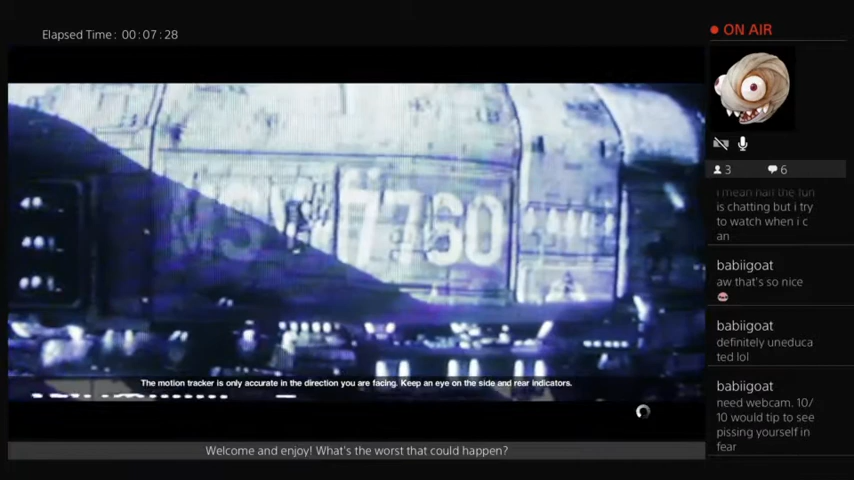 Elapsed Time: 00:07:28
ON AIR
3
6
i mean half the fun
is chatting but i try
to watch when i c
an
7760
babiigoat
aw that's so nice
babiigoat
definitely uneduca
ted lol
babiigoat
need webcam. 10/
10 would tip to see
pissing yourself in
fear
The motion tracker is only accurate in the direction you are facing. Keep an eye on the side and rear indicators.
Welcome and enjoy! What's the worst that could happen?